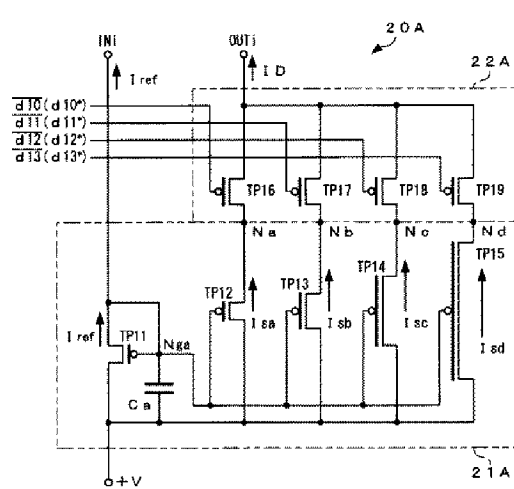 20A
INi
OUTi
22A
Iref
ID
d10(d10*)
d11(d11*)
d12(d12*)
d13(d13*)
TP16
TP17
TP18
TP19
Na
Nb
Nc
Nd
TP15
TP14
TP13
TP12
Iref
TP11
Nga
Isa
Isb
Isc
Isd
Ca
+V
21A